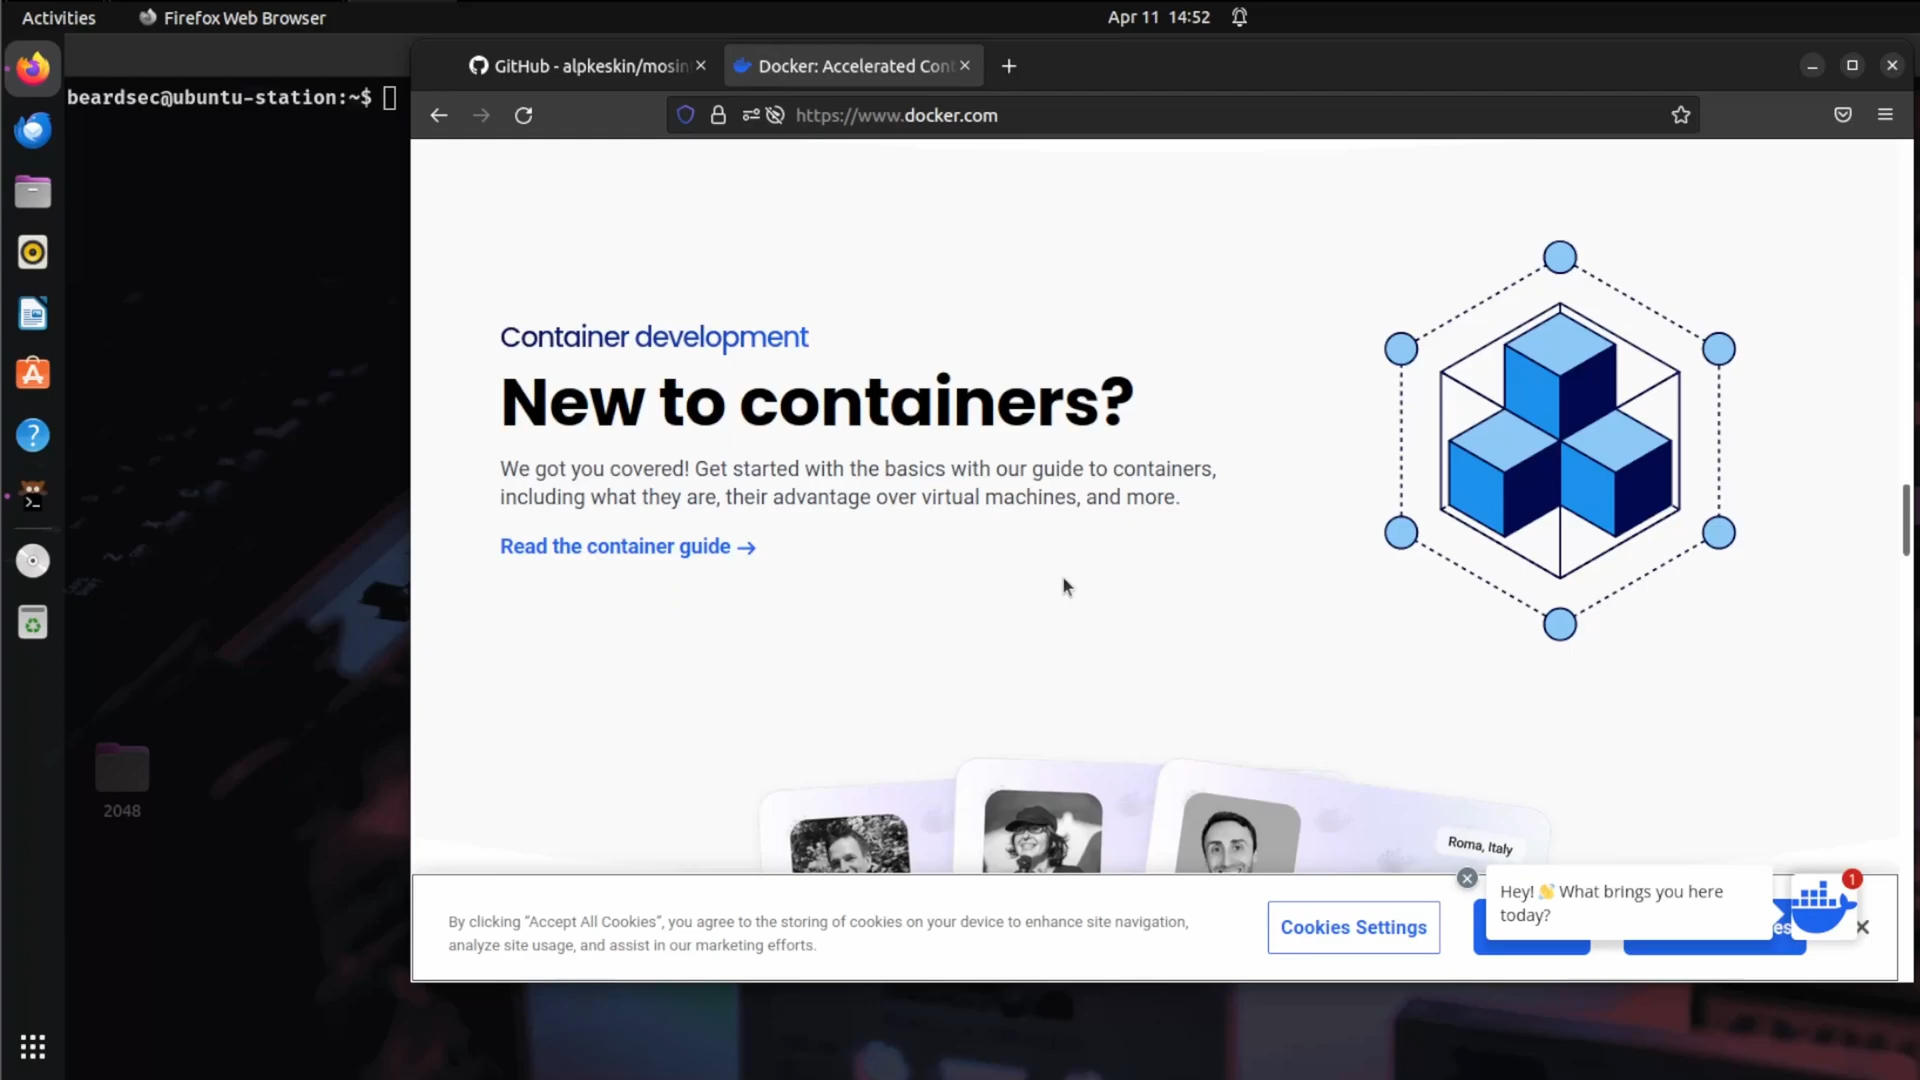 Activities
Firefox Web Browser
Apr 11 14:52
GitHub - alpkeskin/mosin
Docker: Accelerated Cont
beardsec@ubuntu-station:~$
https://www.docker.com
Container development
New to containers?
We got you covered! Get started with the basics with our guide to containers,
including what they are, their advantage over virtual machines, and more.
Read the container guide →
2048
Roma, Italy
By clicking “Accept All Cookies”, you agree to the storing of cookies on your device to enhance site navigation,
analyze site usage, and assist in our marketing efforts.
Cookies Settings
Hey! 👋 What brings you here
today?
1
es